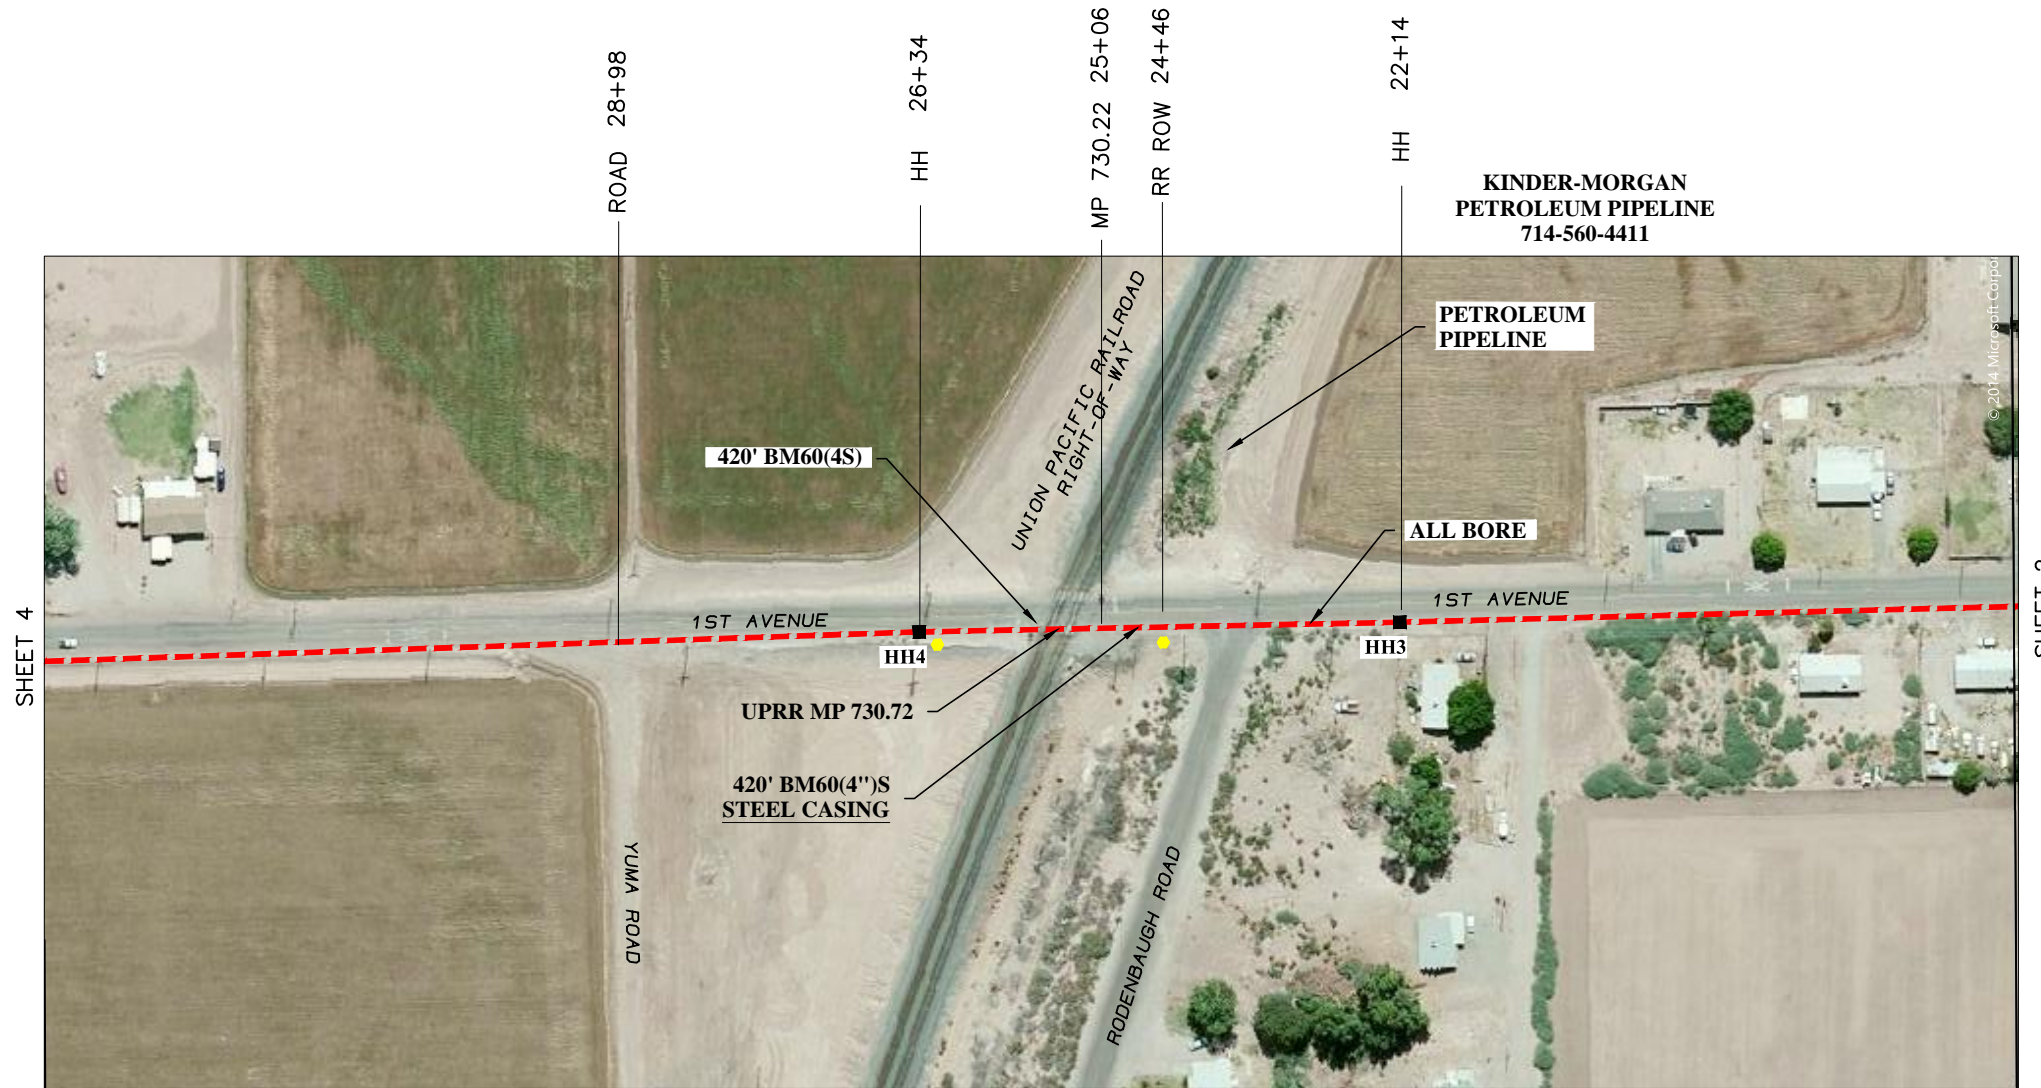 ROAD 28+98
HH 26+34
MP 730.22 25+06
RR ROW 24+46
HH 22+14
KINDER-MORGAN
PETROLEUM PIPELINE
714-560-4411
PETROLEUM
PIPELINE
© 2014 Microsoft
UNION PACIFIC RAILROAD
RIGHT-OF-WAY
420' BM60(4S)
ALL BORE
1ST AVENUE
1ST AVENUE
SHEET 4
SHEET
HH4
HH3
UPRR MP 730.72
420' BM60(4")S
STEEL CASING
YUMA ROAD
RODENBAUGH ROAD